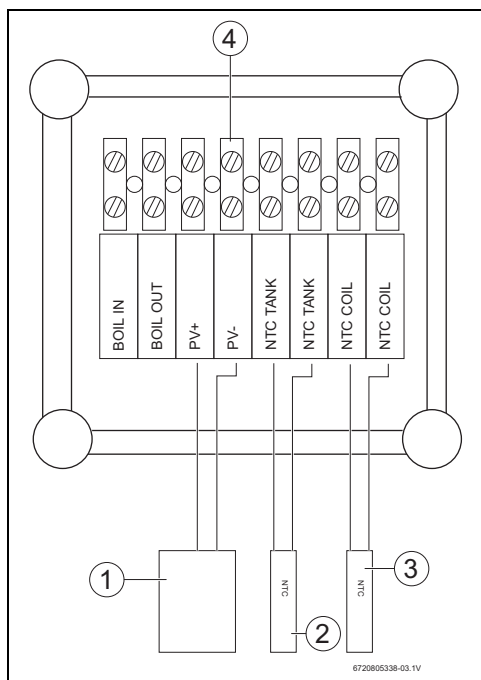 4
BOIL IN
BOIL OUT
PV+
PV-
NTC TANK
NTC TANK
NTC COIL
NTC COIL
1
NTC
2
NTC
3
6720805338-03.1V